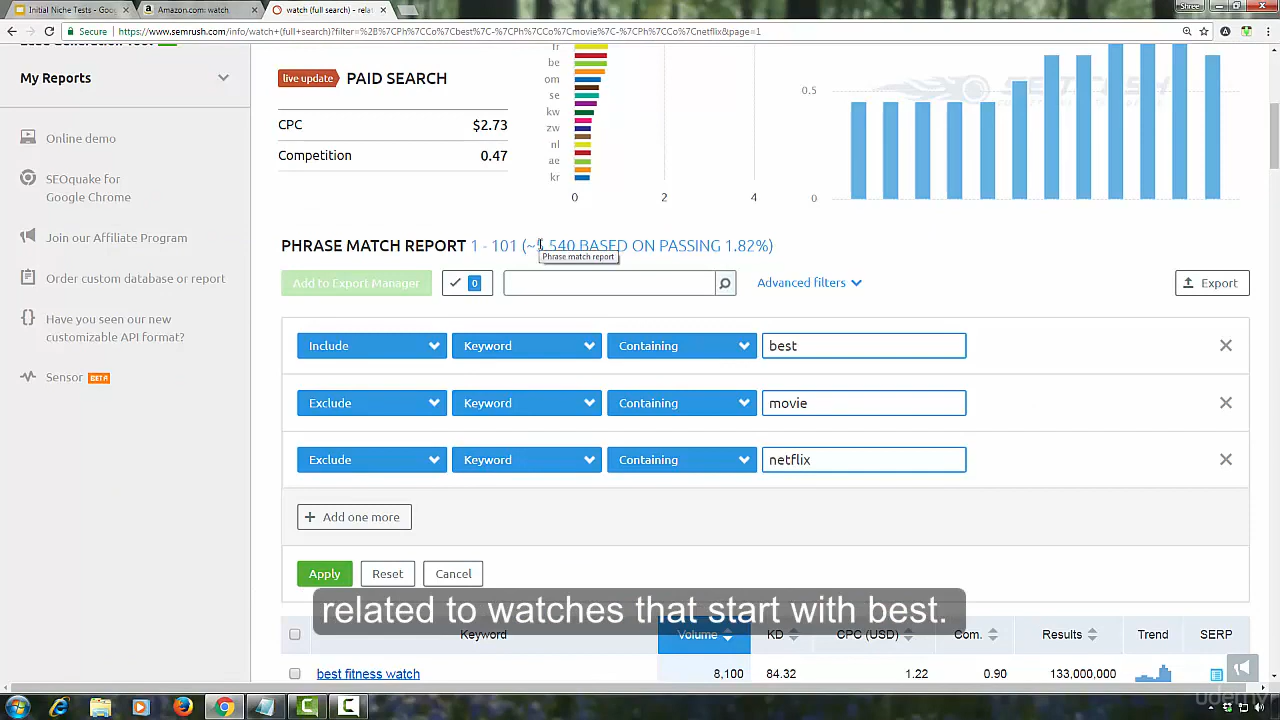 Initial Niche Tests - Goo
Amazon.com: watch
watch (full search) - relat
Shree
Secure
https://www.semrush.com/info/watch+(full+search)?filter=%2B%7CPh%7CCo%7Cbest%7C-%7CPh%7CCo%7Cmovie%7C-%7CPh%7CCo%7Cnetflix&page=1
My Reports
Online demo
SEOquake for
Google Chrome
Join our Affiliate Program
Order custom database or report
Have you seen our new
customizable API format?
Sensor BETA
live update PAID SEARCH
CPC $2.73
Competition 0.47
fr
be
om
se
kw
zw
nl
ae
kr
0 2 4
0.5
0
SEMRUSH
PHRASE MATCH REPORT 1 - 101 (~5,540 BASED ON PASSING 1.82%)
Phrase match report
Add to Export Manager
0
Advanced filters
Export
Include Keyword Containing best
Exclude Keyword Containing movie
Exclude Keyword Containing netflix
+ Add one more
Apply Reset Cancel
related to watches that start with best.
Keyword Volume KD CPC (USD) Com. Results Trend SERP
best fitness watch 8,100 84.32 1.22 0.90 133,000,000
udemy